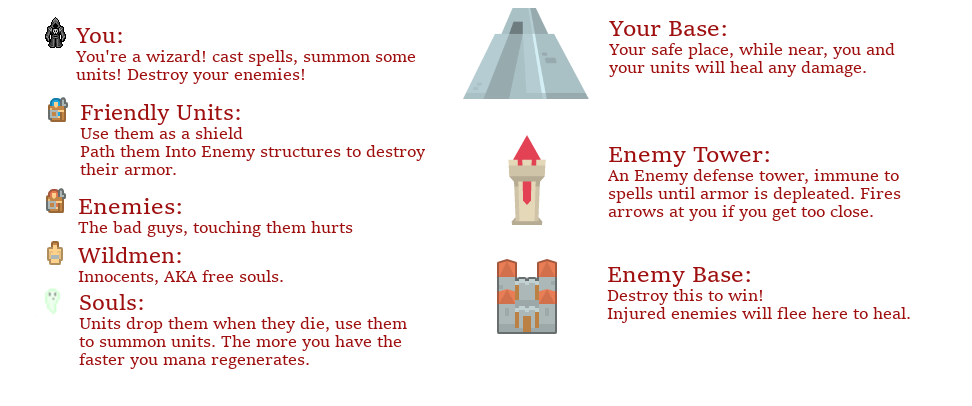 You:
You're a wizard! cast spells, summon some
units! Destroy your enemies!
Friendly Units:
Use them as a shield
Path them Into Enemy structures to destroy
their armor.
Enemies:
The bad guys, touching them hurts
Wildmen:
Innocents, AKA free souls.
Souls:
Units drop them when they die, use them
to summon units. The more you have the
faster you mana regenerates.
Your Base:
Your safe place, while near, you and
your units will heal any damage.
Enemy Tower:
An Enemy defense tower, immune to
spells until armor is depleated. Fires
arrows at you if you get too close.
Enemy Base:
Destroy this to win!
Injured enemies will flee here to heal.